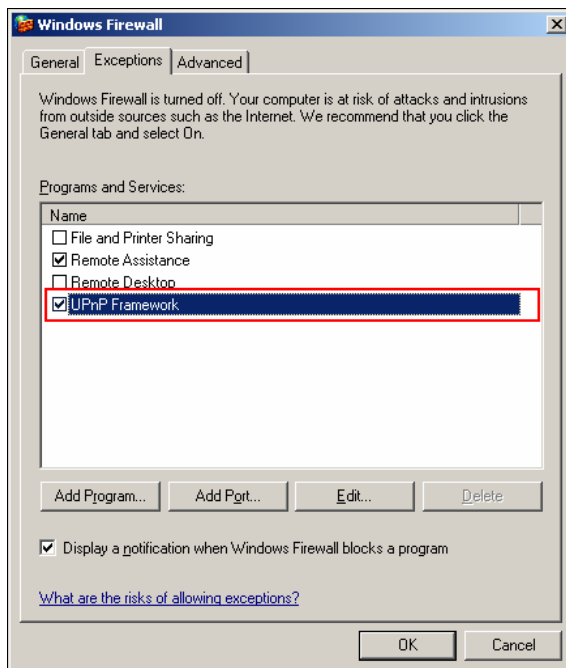 Windows Firewall
General Exceptions Advanced
Windows Firewall is turned off. Your computer is at risk of attacks and intrusions
from outside sources such as the Internet. We recommend that you click the
General tab and select On.
Programs and Services:
Name
File and Printer Sharing
Remote Assistance
Remote Desktop
UPnP Framework
Add Program... Add Port... Edit... Delete
Display a notification when Windows Firewall blocks a program
What are the risks of allowing exceptions?
OK Cancel